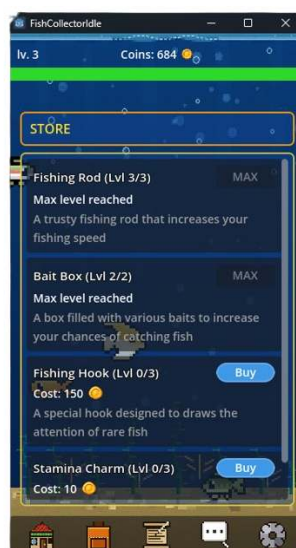 FishCollectorIdle
lv. 3 Coins: 684
STORE
Fishing Rod (Lvl 3/3) MAX
Max level reached
A trusty fishing rod that increases your
fishing speed
Bait Box (Lvl 2/2) MAX
Max level reached
A box filled with various baits to increase
your chances of catching fish
Fishing Hook (Lvl 0/3) Buy
Cost: 150
A special hook designed to draws the
attention of rare fish
Stamina Charm (Lvl 0/3) Buy
Cost: 10